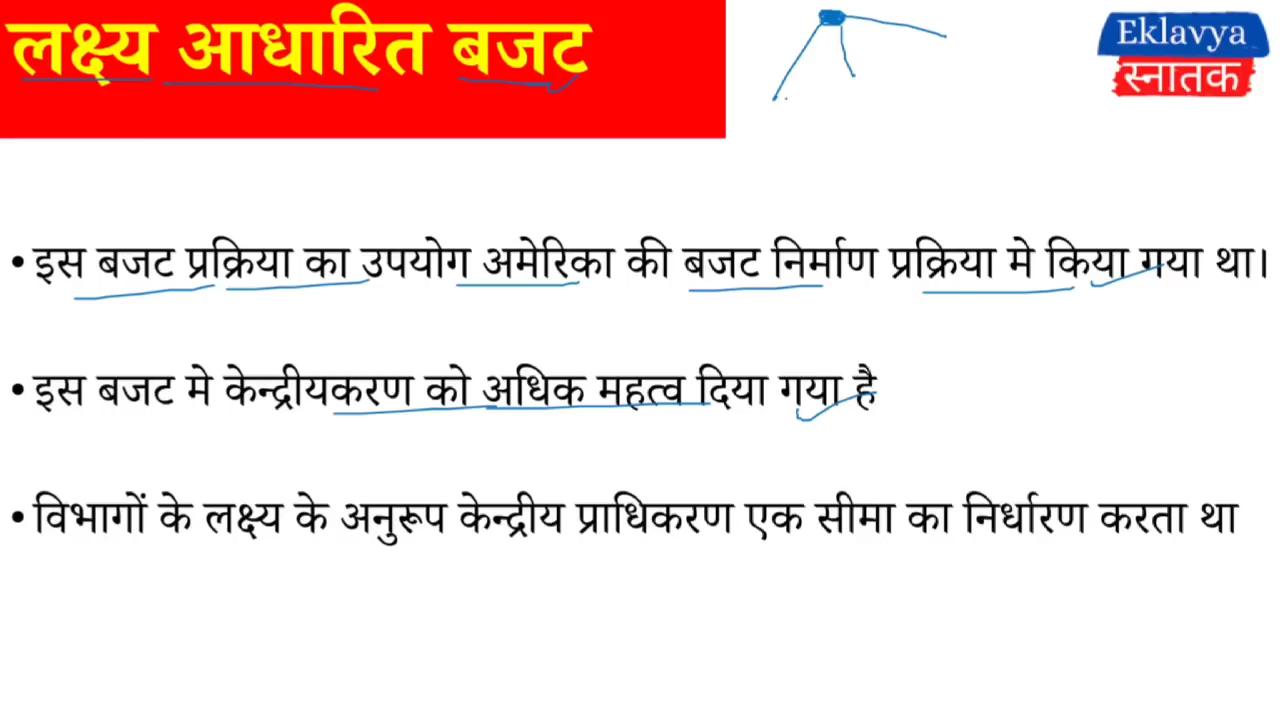 लक्ष्य आधारित बजट
Eklavya
स्नातक
• इस बजट प्रक्रिया का उपयोग अमेरिका की बजट निर्माण प्रक्रिया मे किया गया था।
• इस बजट मे केन्द्रीयकरण को अधिक महत्व दिया गया है
• विभागों के लक्ष्य के अनुरूप केन्द्रीय प्राधिकरण एक सीमा का निर्धारण करता था